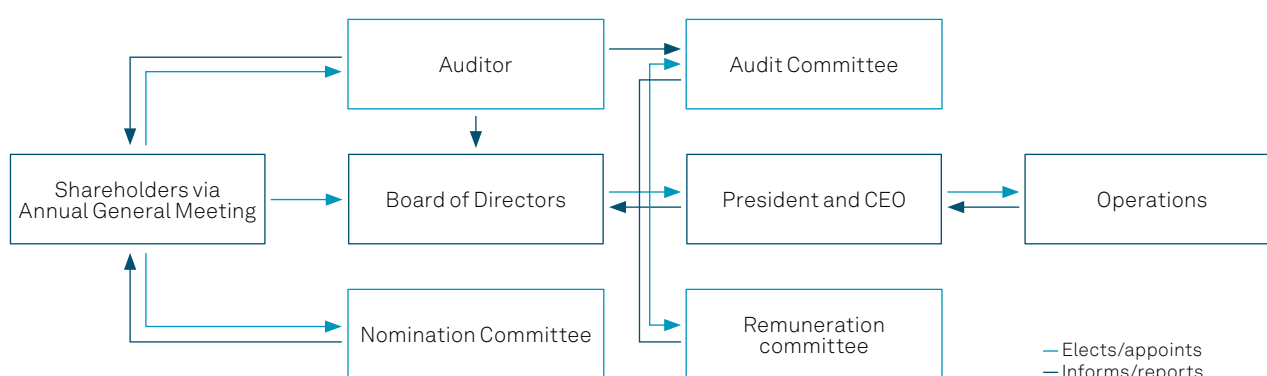 Auditor
Audit Committee
Shareholders via
Annual General Meeting
Board of Directors
President and CEO
Operations
Nomination Committee
Remuneration
committee
Elects/appoints
Informs/reports